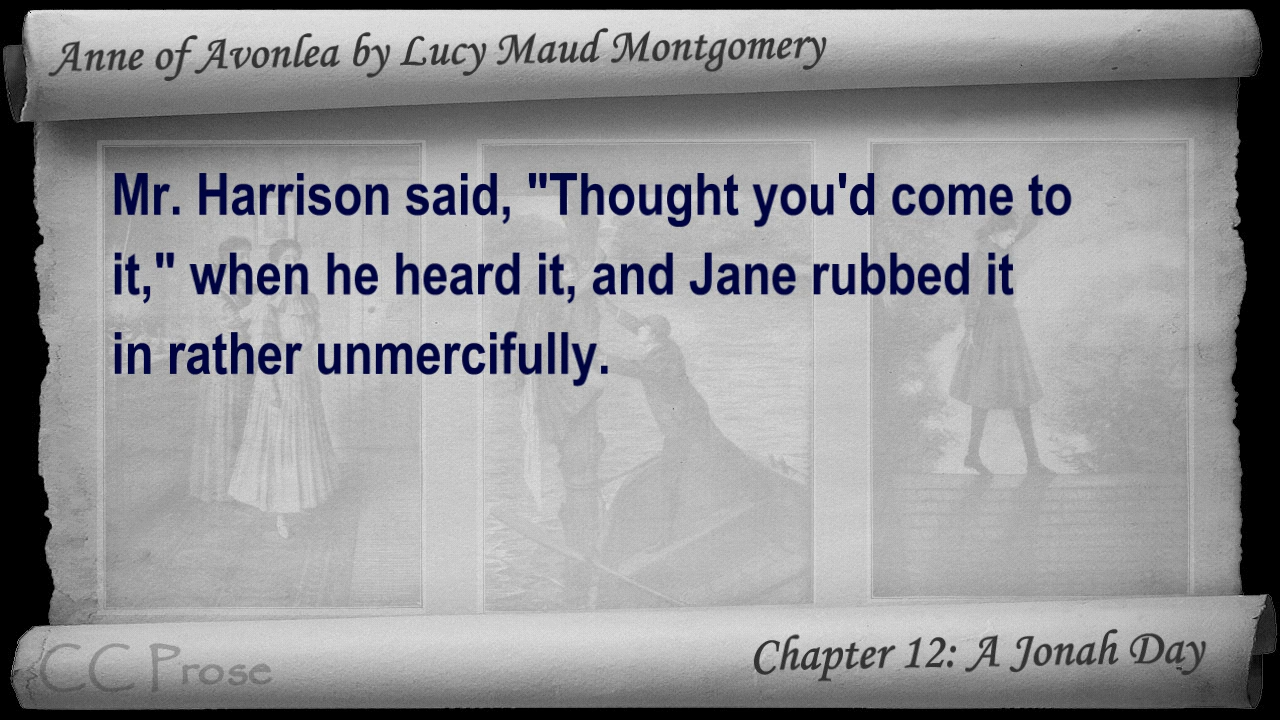 Anne of Avonlea by Lucy Maud Montgomery
Mr. Harrison said, "Thought you'd come to
it," when he heard it, and Jane rubbed it
in rather unmercifully.
CC Prose
Chapter 12: A Jonah Day